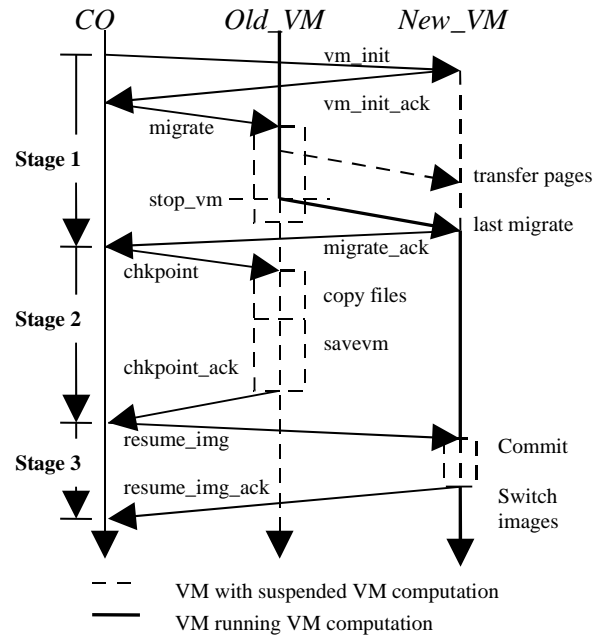 CO Old_VM New_VM
vm_init
vm_init_ack
migrate
Stage 1
transfer pages
stop_vm
last migrate
migrate_ack
chkpoint
copy files
Stage 2
savevm
chkpoint_ack
resume_img
Commit
Stage 3
resume_img_ack
Switch
images
VM with suspended VM computation
VM running VM computation